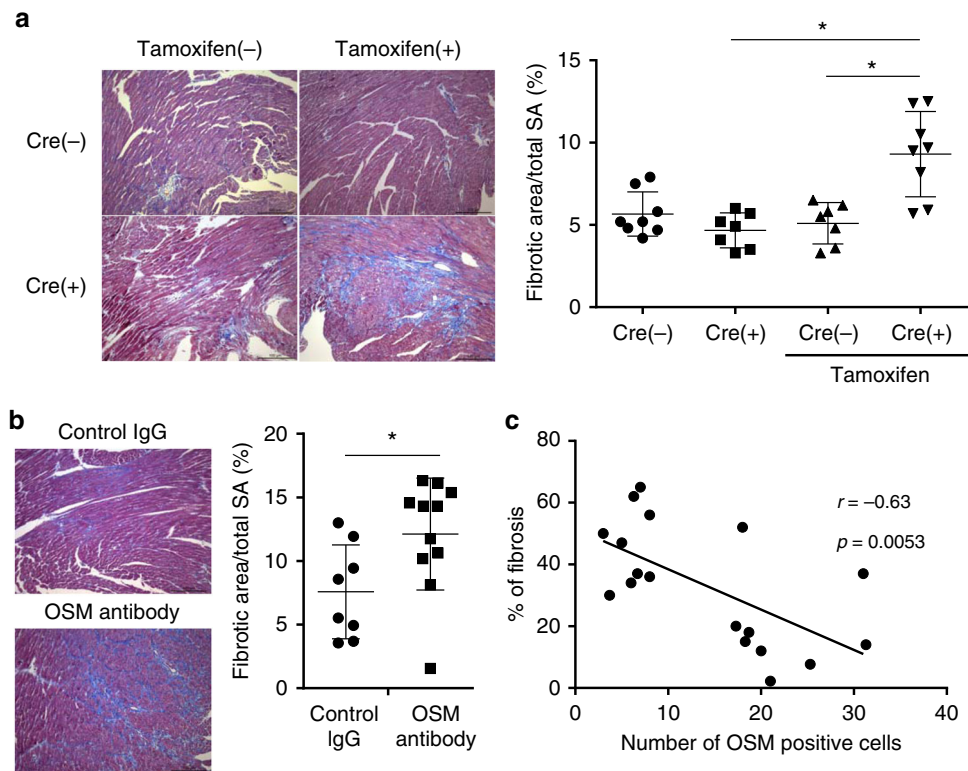 a
Tamoxifen(–)
Tamoxifen(+)
Cre(–)
Cre(+)
Fibrotic area/total SA (%)
15
10
5
0
*
*
Cre(–)
Cre(+)
Cre(–)
Cre(+)
Tamoxifen
b
Control IgG
OSM antibody
Fibrotic area/total SA (%)
20
15
10
5
0
*
Control
IgG
OSM
antibody
c
% of fibrosis
80
60
40
20
0
r = –0.63
p = 0.0053
0
10
20
30
40
Number of OSM positive cells